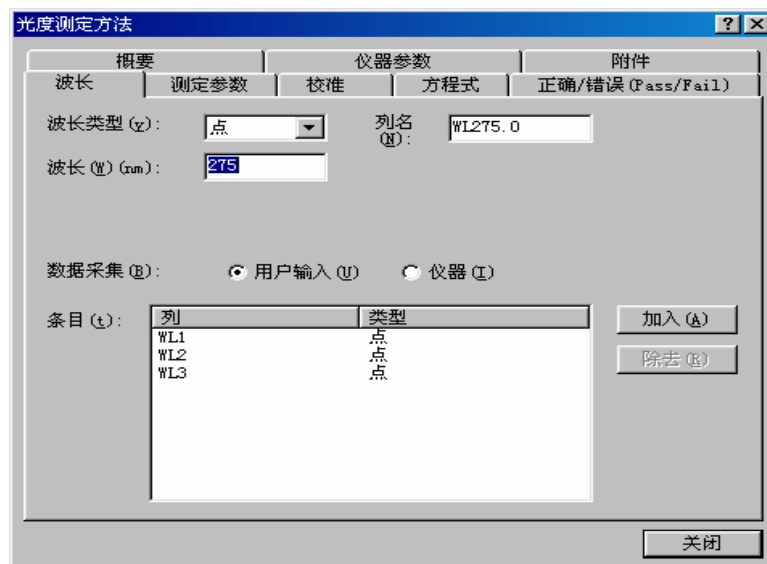 光度测定方法
概要 仪器参数 附件
波长 测定参数 校准 方程式 正确/错误(Pass/Fail)
波长类型(y): 点 列名(N): WL275.0
波长(W)(nm): 275
数据采集(B): 用户输入(U) 仪器(I)
条目(t): 列 类型 加入(A)
WL1 点
WL2 点 除去(R)
WL3 点
关闭